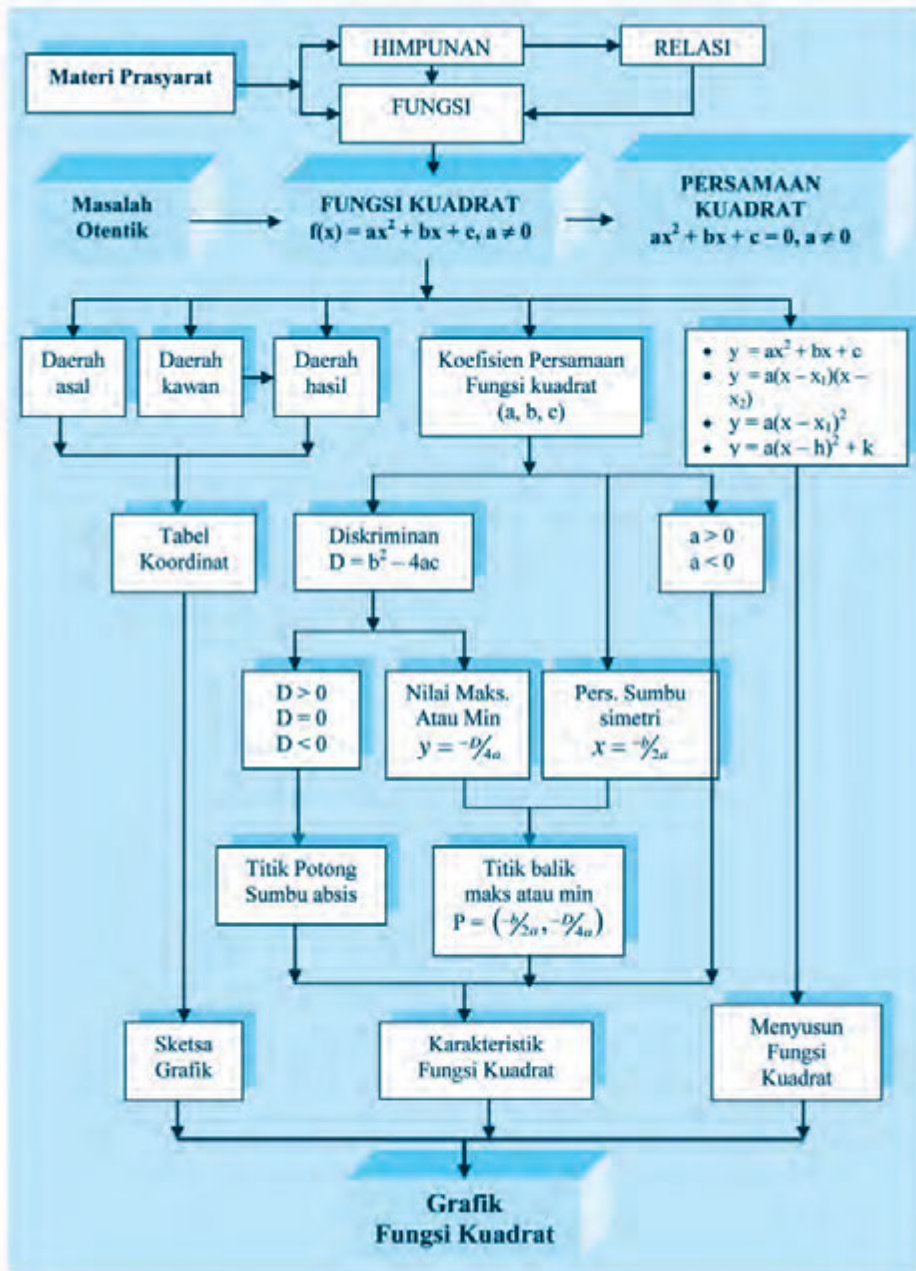 HIMPUNAN
RELASI
Materi Prasyarat
FUNGSI
Masalah
Otentik
FUNGSI KUADRAT
f(x) = ax² + bx + c, a ≠ 0
PERSAMAAN
KUADRAT
ax² + bx + c = 0, a ≠ 0
Daerah
asal
Daerah
kawan
Daerah
hasil
Koefisien Persamaan
Fungsi kuadrat
(a, b, c)
• y = ax² + bx + c
• y = a(x – x₁)(x –
x₂)
• y = a(x – x₁)²
• y = a(x – h)² + k
Tabel
Koordinat
Diskriminan
D = b² – 4ac
a > 0
a < 0
D > 0
D = 0
D < 0
Nilai Maks.
Atau Min
y = -D/4a
Pers. Sumbu
simetri
x = -b/2a
Titik Potong
Sumbu absis
Titik balik
maks atau min
P = (-b/2a, -D/4a)
Sketsa
Grafik
Karakteristik
Fungsi Kuadrat
Menyusun
Fungsi
Kuadrat
Grafik
Fungsi Kuadrat